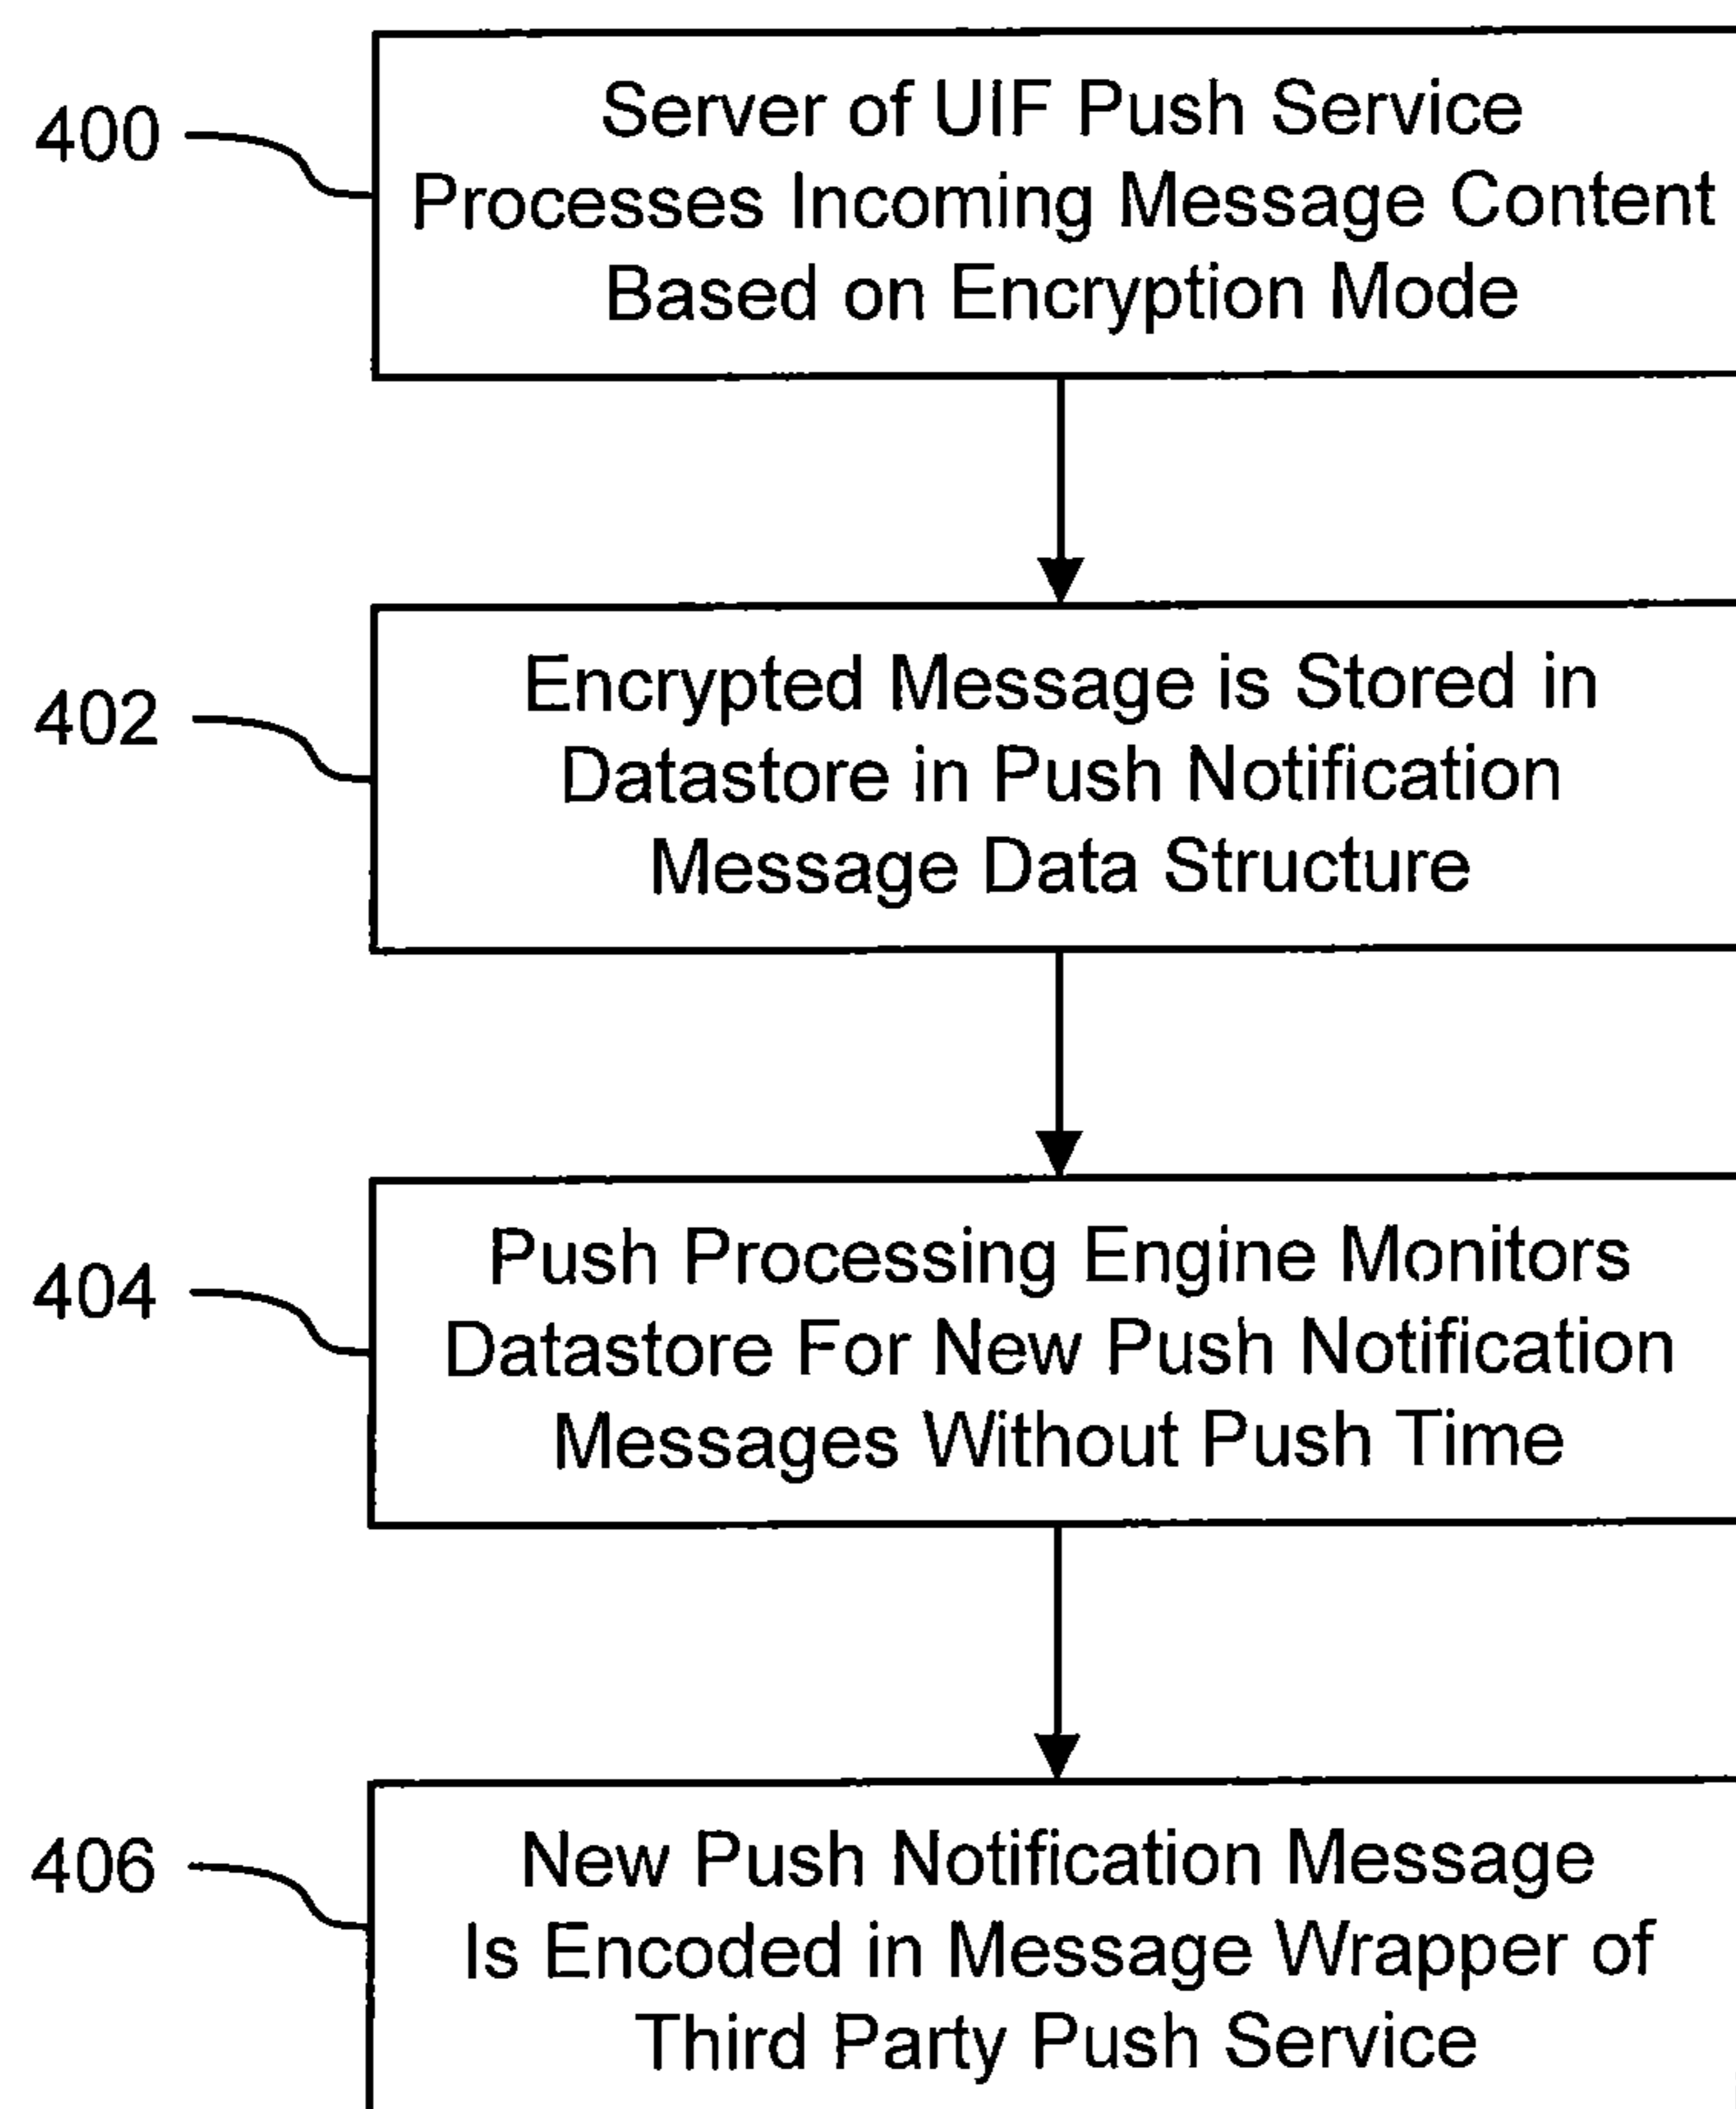 400
Server of UIF Push Service
Processes Incoming Message Content
Based on Encryption Mode
402
Encrypted Message is Stored in
Datastore in Push Notification
Message Data Structure
404
Push Processing Engine Monitors
Datastore For New Push Notification
Messages Without Push Time
406
New Push Notification Message
Is Encoded in Message Wrapper of
Third Party Push Service